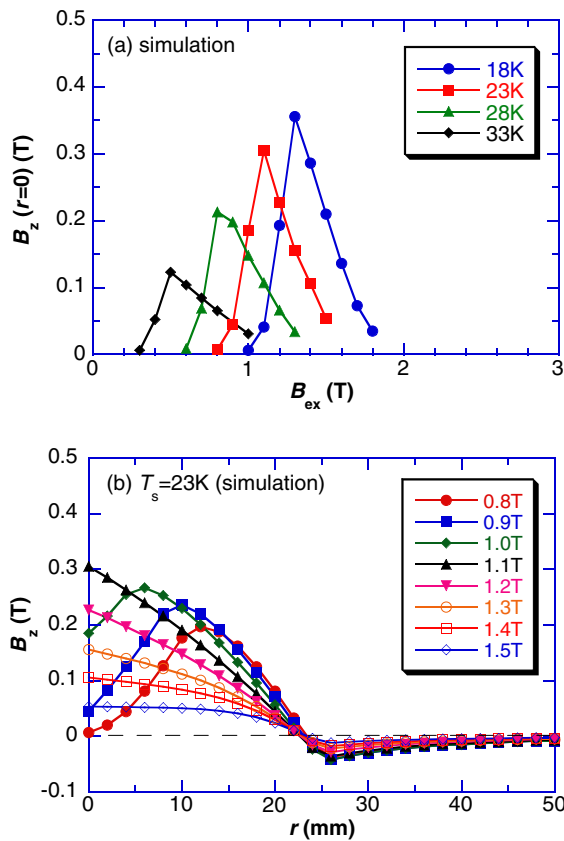 (a) simulation
18K
23K
28K
33K
0.5
0.4
0.3
0.2
0.1
0
B_z (r=0) (T)
0 1 2 3
B_ex (T)
(b) T_s=23K (simulation)
0.8T
0.9T
1.0T
1.1T
1.2T
1.3T
1.4T
1.5T
0.5
0.4
0.3
0.2
0.1
0
-0.1
B_z (T)
0 10 20 30 40 50
r (mm)